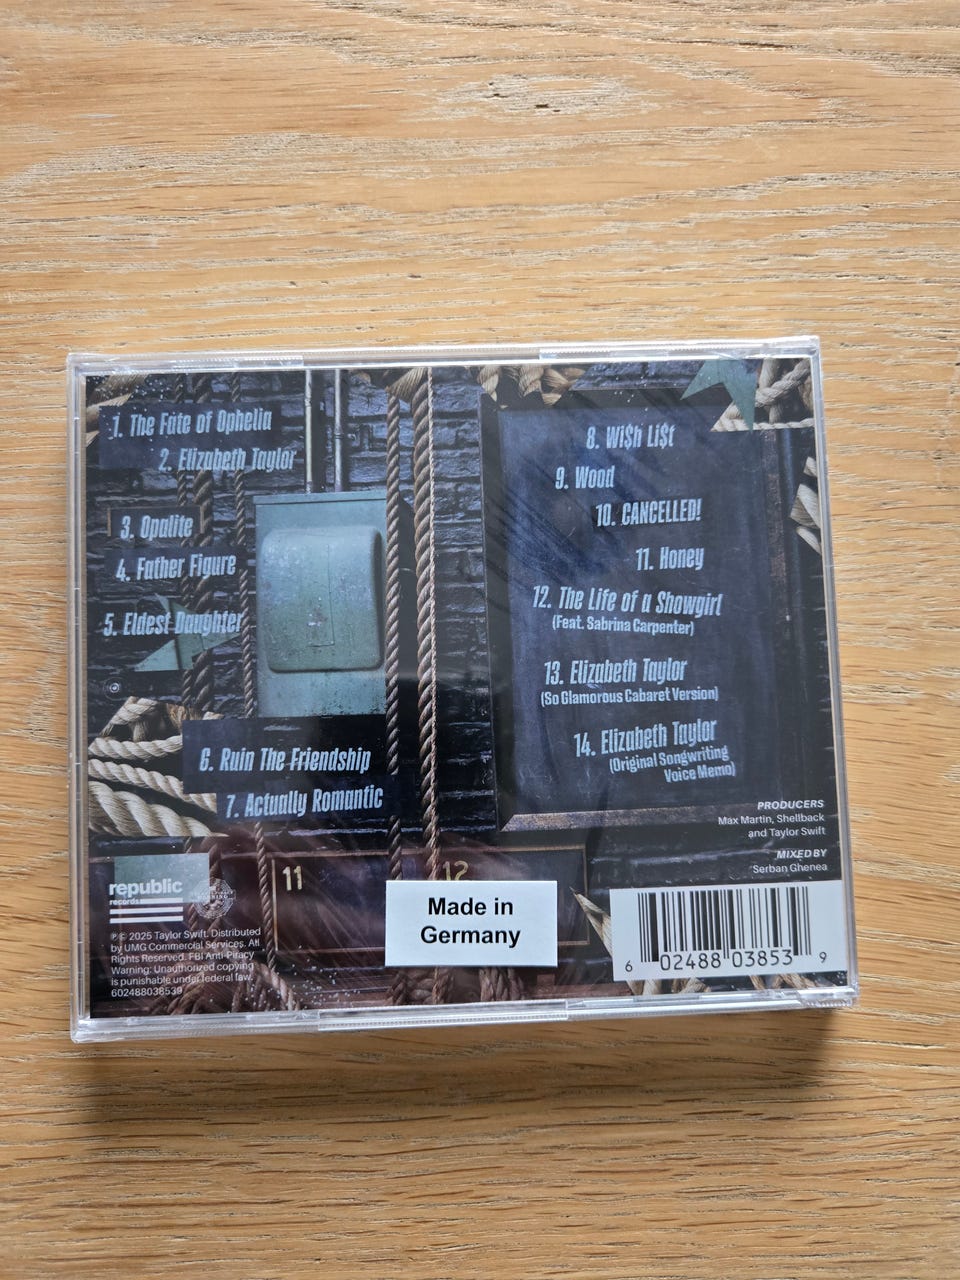 1. The Fate of Ophelia
2. Elizabeth Taylor
3. Opalite
4. Father Figure
5. Eldest Daughter
6. Ruin The Friendship
7. Actually Romantic
8. Wi$h Li$t
9. Wood
10. CANCELLED!
11. Honey
12. The Life of a Showgirl
(Feat. Sabrina Carpenter)
13. Elizabeth Taylor
(So Glamorous Cabaret Version)
14. Elizabeth Taylor
(Original Songwriting
Voice Memo)
PRODUCERS
Max Martin, Shellback
and Taylor Swift
MIXED BY
Serban Ghenea
11
12
republic
records
℗© 2025 Taylor Swift. Distributed
by UMG Commercial Services. All
Rights Reserved. FBI Anti-Piracy
Warning: Unauthorized copying
is punishable under federal law.
602488038539
Made in
Germany
6 02488 03853 9